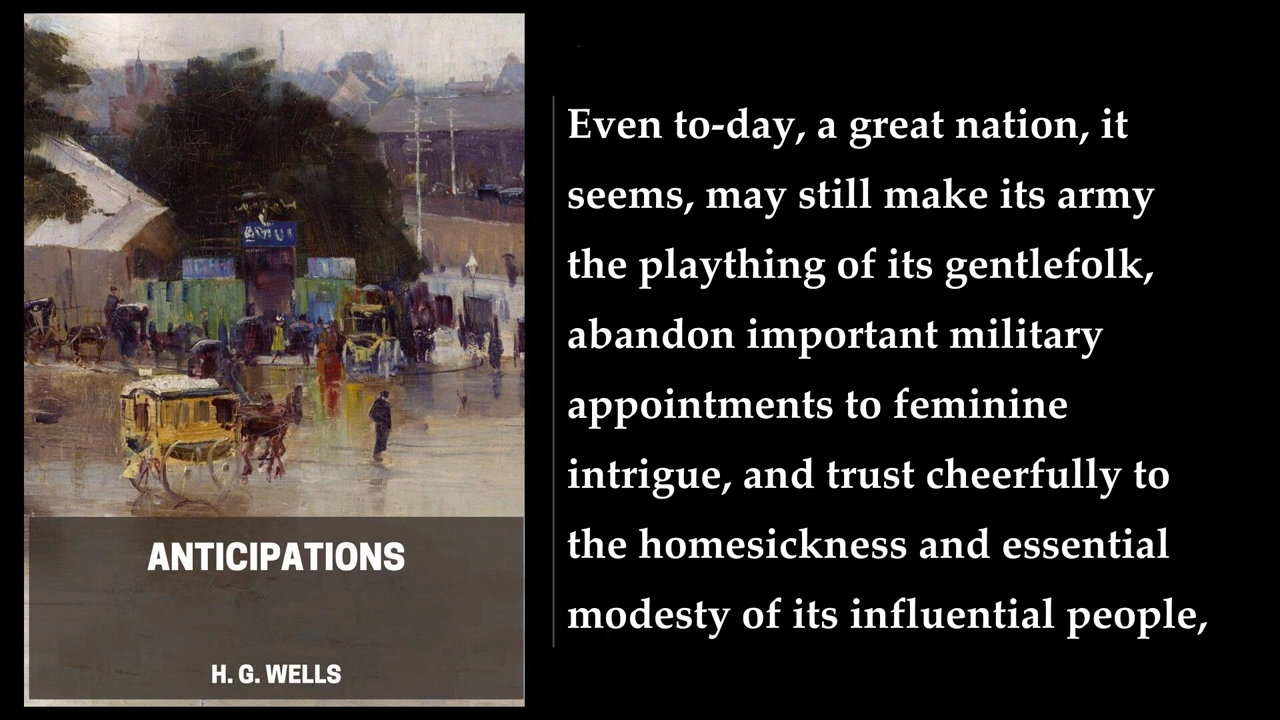 ANTICIPATIONS
H. G. WELLS
Even to-day, a great nation, it
seems, may still make its army
the plaything of its gentlefolk,
abandon important military
appointments to feminine
intrigue, and trust cheerfully to
the homesickness and essential
modesty of its influential people,